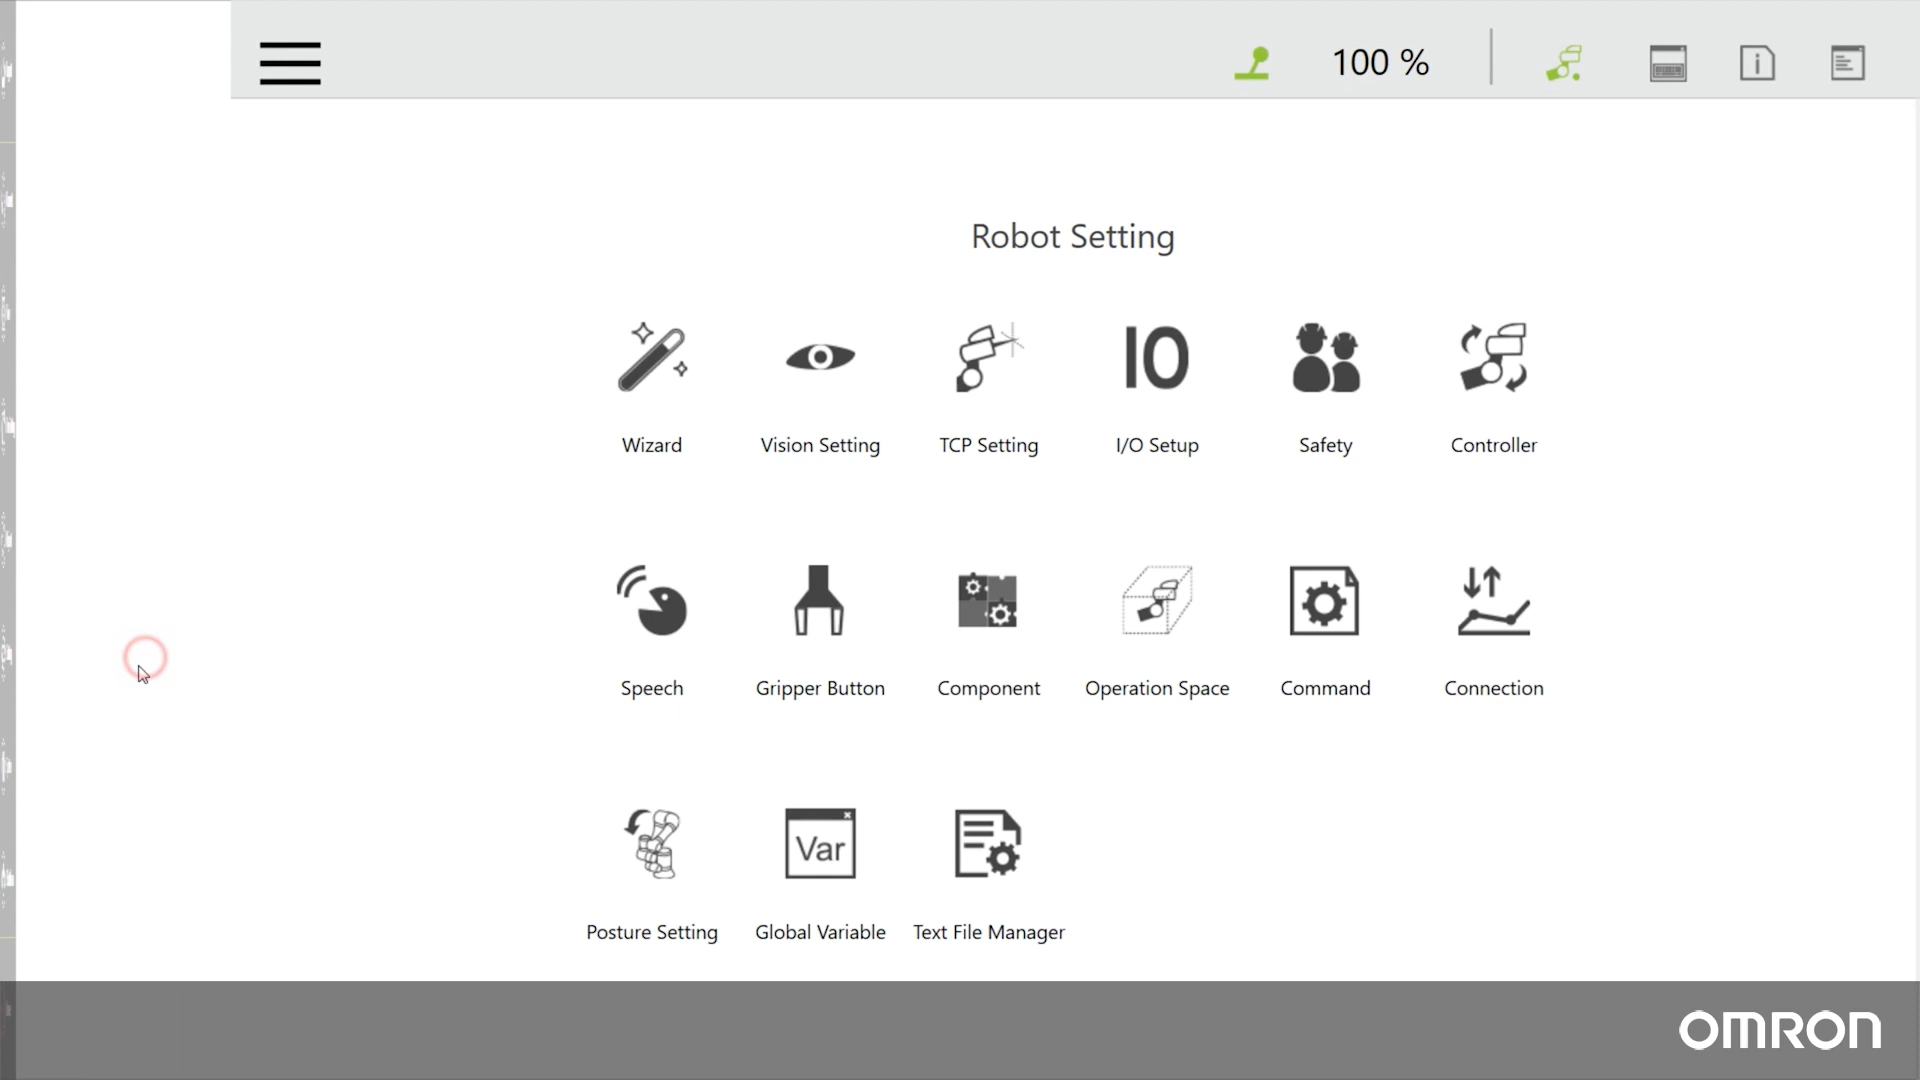 100 %
Robot Setting
IO
Wizard
Vision Setting
TCP Setting
I/O Setup
Safety
Controller
Speech
Gripper Button
Component
Operation Space
Command
Connection
Var
Posture Setting
Global Variable
Text File Manager
OMRON